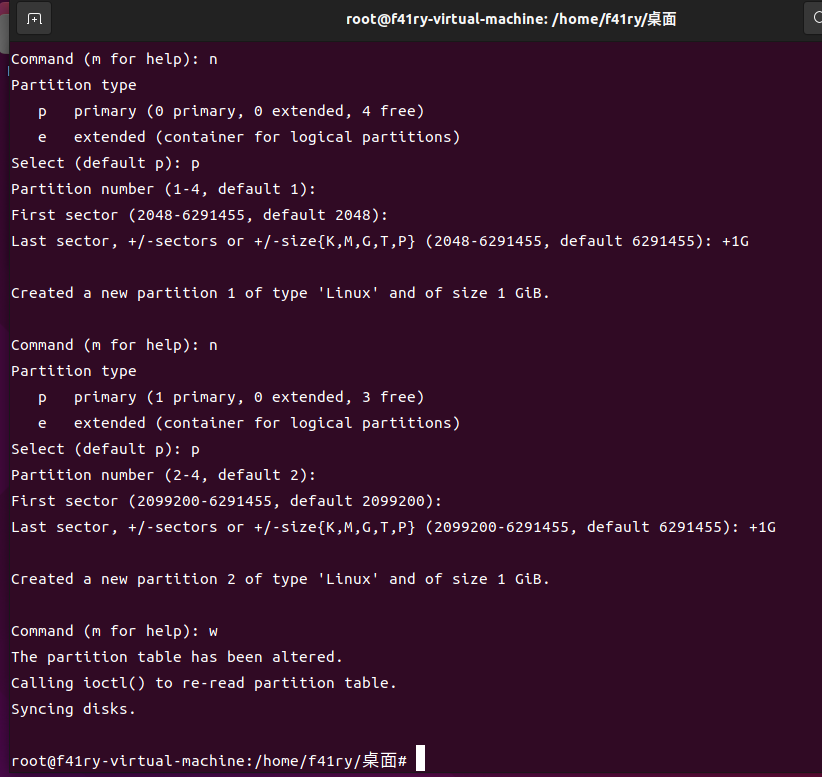 root@f41ry-virtual-machine: /home/f41ry/桌面
Command (m for help): n
Partition type
   p   primary (0 primary, 0 extended, 4 free)
   e   extended (container for logical partitions)
Select (default p): p
Partition number (1-4, default 1):
First sector (2048-6291455, default 2048):
Last sector, +/-sectors or +/-size{K,M,G,T,P} (2048-6291455, default 6291455): +1G
Created a new partition 1 of type 'Linux' and of size 1 GiB.
Command (m for help): n
Partition type
   p   primary (1 primary, 0 extended, 3 free)
   e   extended (container for logical partitions)
Select (default p): p
Partition number (2-4, default 2):
First sector (2099200-6291455, default 2099200):
Last sector, +/-sectors or +/-size{K,M,G,T,P} (2099200-6291455, default 6291455): +1G
Created a new partition 2 of type 'Linux' and of size 1 GiB.
Command (m for help): w
The partition table has been altered.
Calling ioctl() to re-read partition table.
Syncing disks.
root@f41ry-virtual-machine:/home/f41ry/桌面#